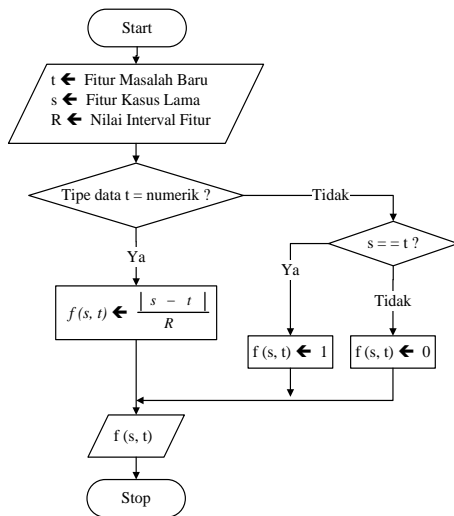 Start
t 🡸 Fitur Masalah Baru
s 🡸 Fitur Kasus Lama
R 🡸 Nilai Interval Fitur
Tipe data t = numerik ?
Tidak
s = = t ?
Ya
Ya
Tidak
f (s, t) 🡸 | s - t | / R
f (s, t) 🡸 1
f (s, t) 🡸 0
f (s, t)
Stop